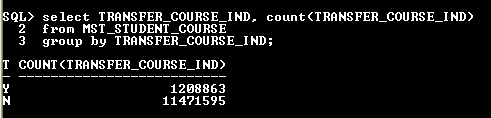 SQL> select TRANSFER_COURSE_IND, count(TRANSFER_COURSE_IND)
2 from MST_STUDENT_COURSE
3 group by TRANSFER_COURSE_IND;
T COUNT(TRANSFER_COURSE_IND)
- --------------------------
Y 1208863
N 11471595